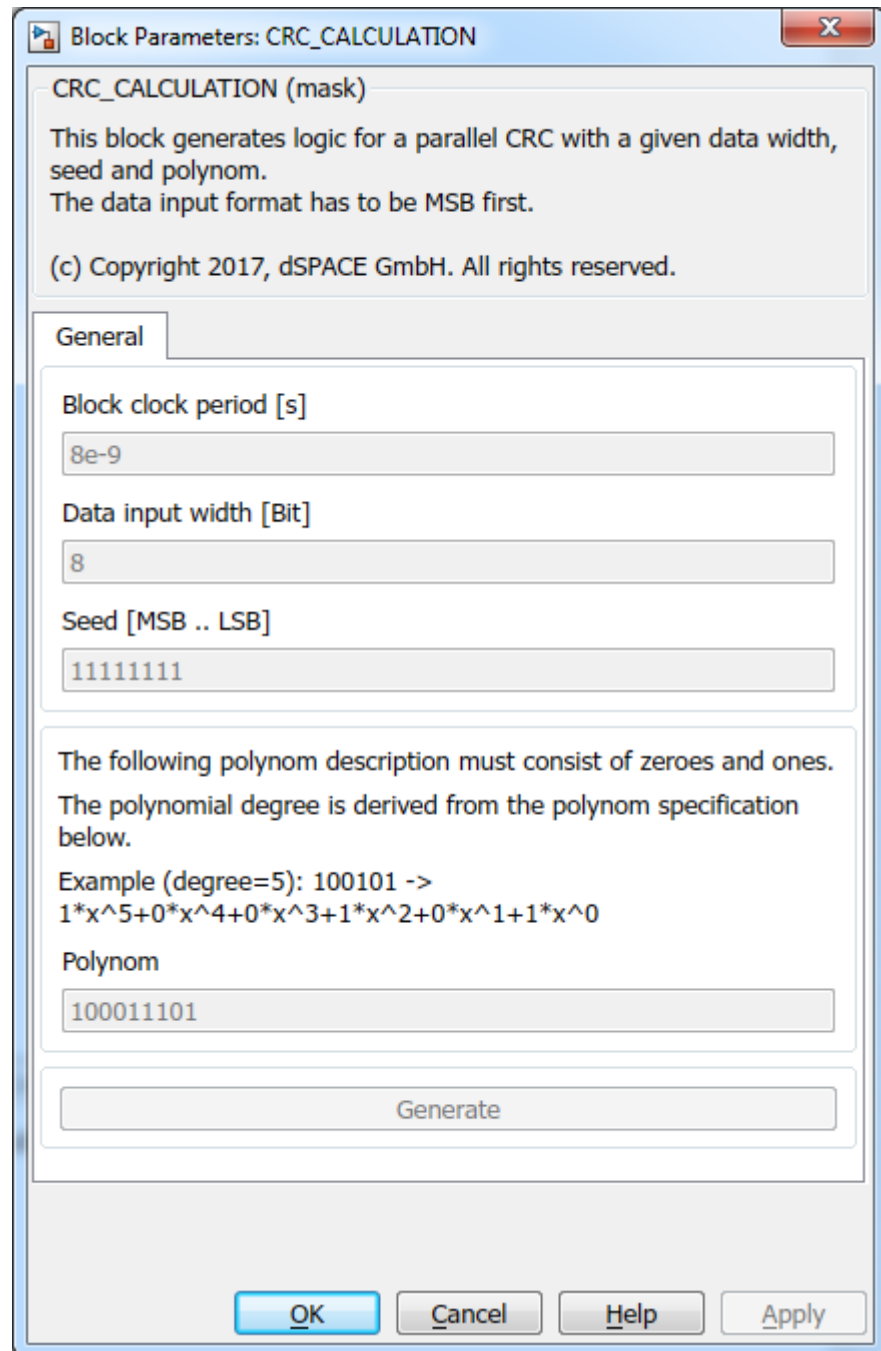 Block Parameters: CRC_CALCULATION
CRC_CALCULATION (mask)
This block generates logic for a parallel CRC with a given data width,
seed and polynom.
The data input format has to be MSB first.
(c) Copyright 2017, dSPACE GmbH. All rights reserved.
General
Block clock period [s]
8e-9
Data input width [Bit]
8
Seed [MSB .. LSB]
11111111
The following polynom description must consist of zeroes and ones.
The polynomial degree is derived from the polynom specification
below.
Example (degree=5): 100101 ->
1*x^5+0*x^4+0*x^3+1*x^2+0*x^1+1*x^0
Polynom
100011101
Generate
OK Cancel Help Apply